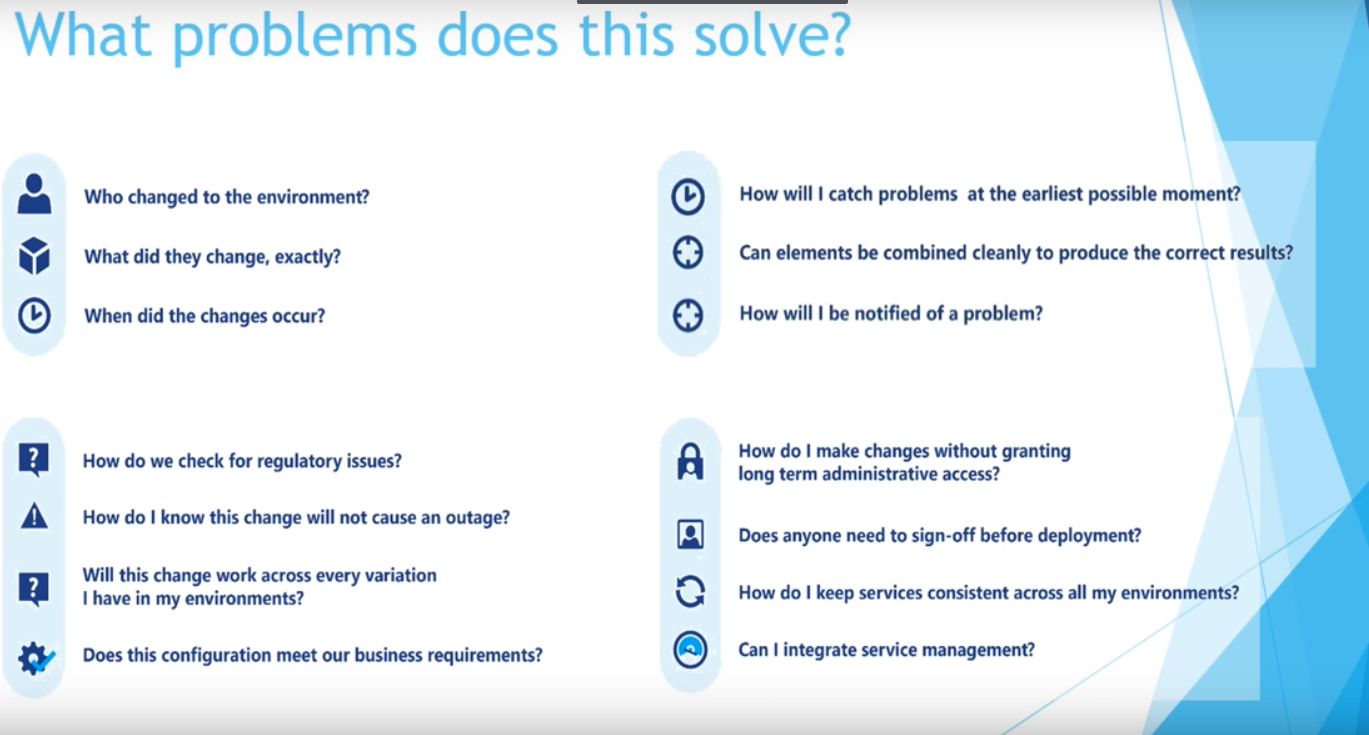 What problems does this solve?
Who changed to the environment?
What did they change, exactly?
When did the changes occur?
How will I catch problems  at the earliest possible moment?
Can elements be combined cleanly to produce the correct results?
How will I be notified of a problem?
How do we check for regulatory issues?
How do I know this change will not cause an outage?
Will this change work across every variation
I have in my environments?
Does this configuration meet our business requirements?
How do I make changes without granting
long term administrative access?
Does anyone need to sign-off before deployment?
How do I keep services consistent across all my environments?
Can I integrate service management?